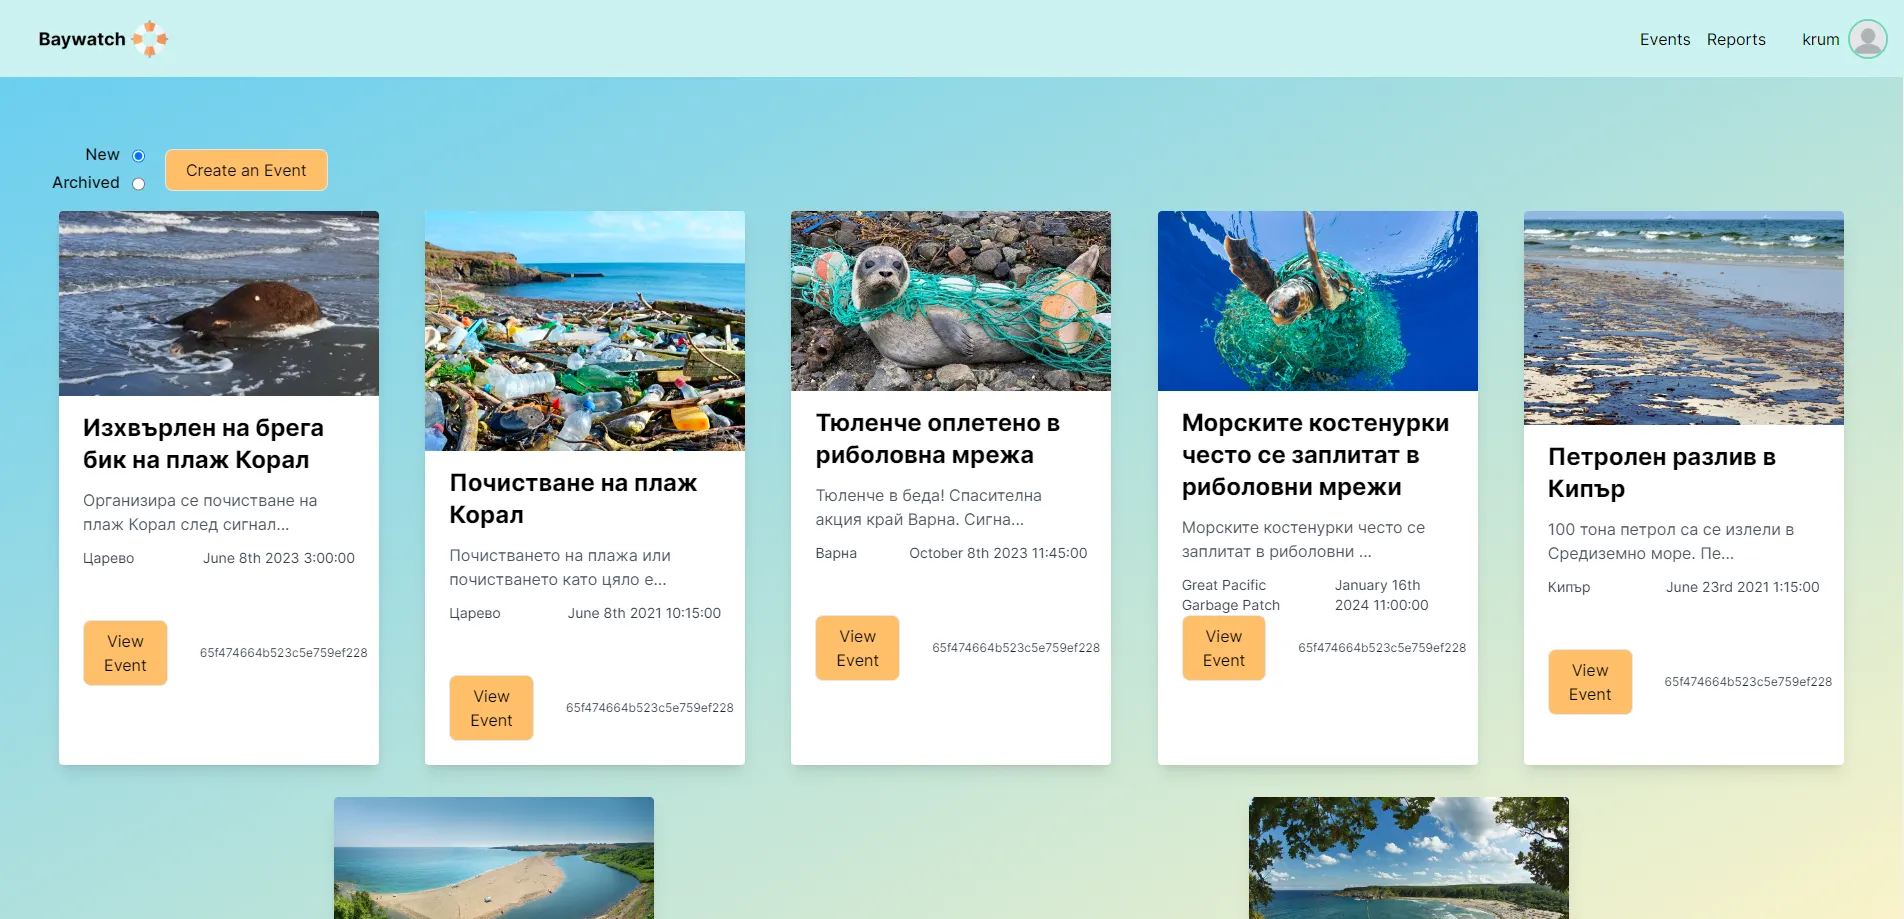 Baywatch
Events Reports krum
New
Archived
Create an Event
Изхвърлен на брега
бик на плаж Корал
Организира се почистване на
плаж Корал след сигнал...
Царево June 8th 2023 3:00:00
View
Event
65f474664b523c5e759ef228
Почистване на плаж
Корал
Почистването на плажа или
почистването като цяло е...
Царево June 8th 2021 10:15:00
View
Event
65f474664b523c5e759ef228
Тюленче оплетено в
риболовна мрежа
Тюленче в беда! Спасителна
акция край Варна. Сигна...
Варна October 8th 2023 11:45:00
View
Event
65f474664b523c5e759ef228
Морските костенурки
често се заплитат в
риболовни мрежи
Морските костенурки често се
заплитат в риболовни ...
Great Pacific
Garbage Patch
January 16th
2024 11:00:00
View
Event
65f474664b523c5e759ef228
Петролен разлив в
Кипър
100 тона петрол са се излели в
Средиземно море. Пе...
Кипър June 23rd 2021 1:15:00
View
Event
65f474664b523c5e759ef228